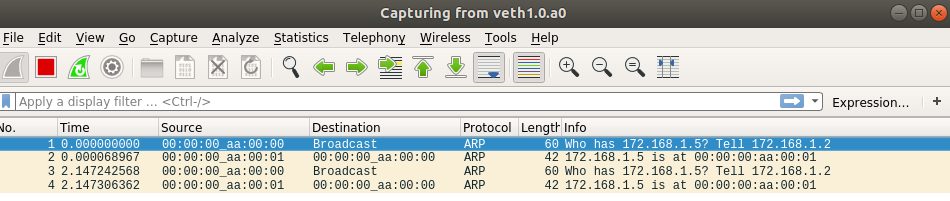 Capturing from veth1.0.a0
File Edit View Go Capture Analyze Statistics Telephony Wireless Tools Help
Apply a display filter ... <Ctrl-/> Expression... +
No. Time Source Destination Protocol Length Info
1 0.000000000 00:00:00_aa:00:00 Broadcast ARP 60 Who has 172.168.1.5? Tell 172.168.1.2
2 0.000068967 00:00:00_aa:00:01 00:00:00_aa:00:00 ARP 42 172.168.1.5 is at 00:00:00:aa:00:01
3 2.147242568 00:00:00_aa:00:00 Broadcast ARP 60 Who has 172.168.1.5? Tell 172.168.1.2
4 2.147306362 00:00:00_aa:00:01 00:00:00_aa:00:00 ARP 42 172.168.1.5 is at 00:00:00:aa:00:01